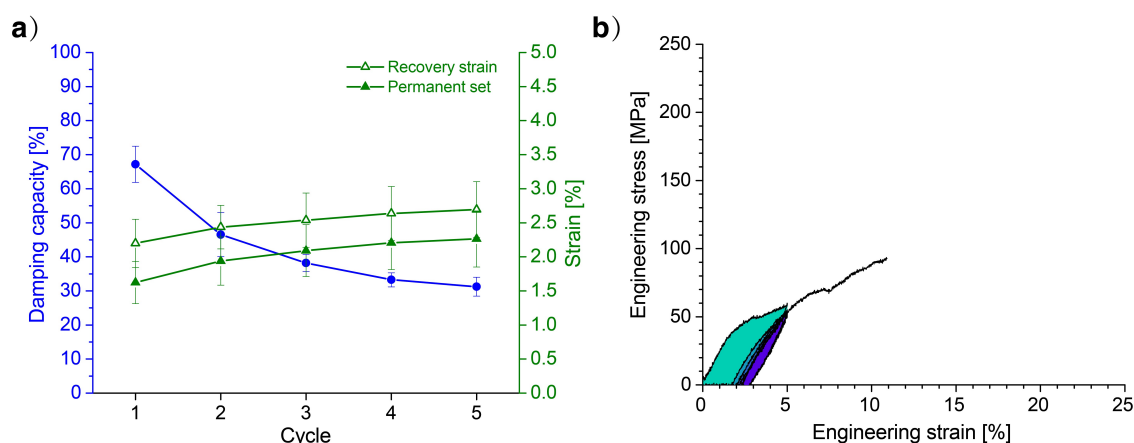 a)
100
90
80
70
60
50
40
30
20
10
0
Damping capacity [%]
Recovery strain
Permanent set
5.0
4.5
4.0
3.5
3.0
2.5
2.0
1.5
1.0
0.5
0.0
Strain [%]
1 2 3 4 5
Cycle
b)
250
200
150
100
50
0
Engineering stress [MPa]
0 5 10 15 20 25
Engineering strain [%]